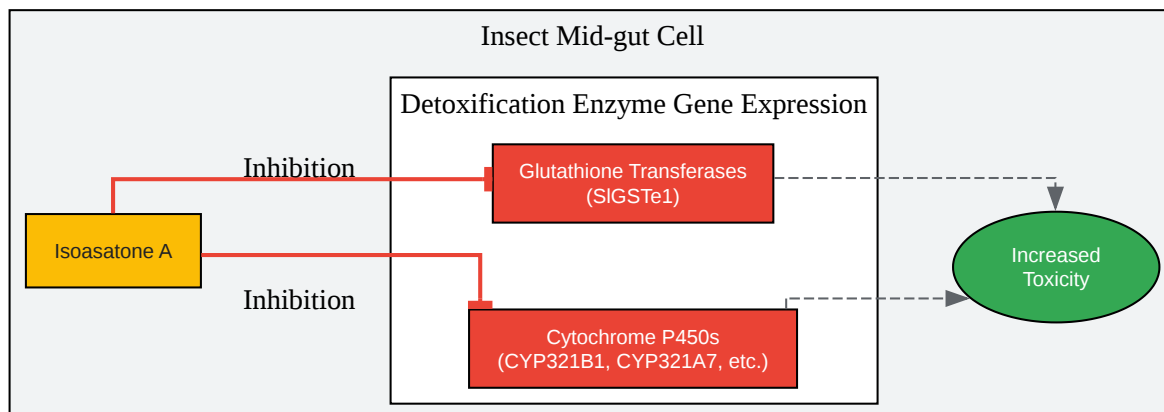 Insect Mid-gut Cell
Detoxification Enzyme Gene Expression
Inhibition
Glutathione Transferases
(SlGSTe1)
Isoasatone A
Increased
Toxicity
Inhibition
Cytochrome P450s
(CYP321B1, CYP321A7, etc.)